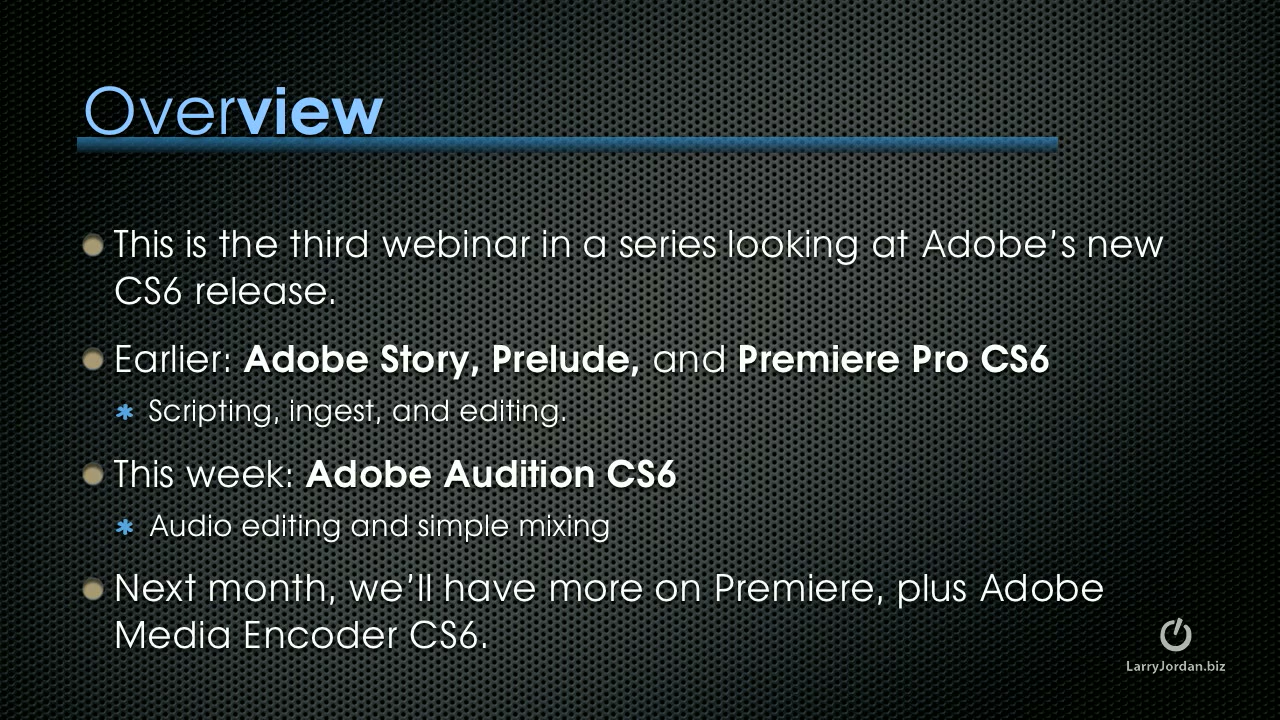 Overview
This is the third webinar in a series looking at Adobe’s new
CS6 release.
Earlier: Adobe Story, Prelude, and Premiere Pro CS6
Scripting, ingest, and editing.
This week: Adobe Audition CS6
Audio editing and simple mixing
Next month, we’ll have more on Premiere, plus Adobe
Media Encoder CS6.
LarryJordan.biz